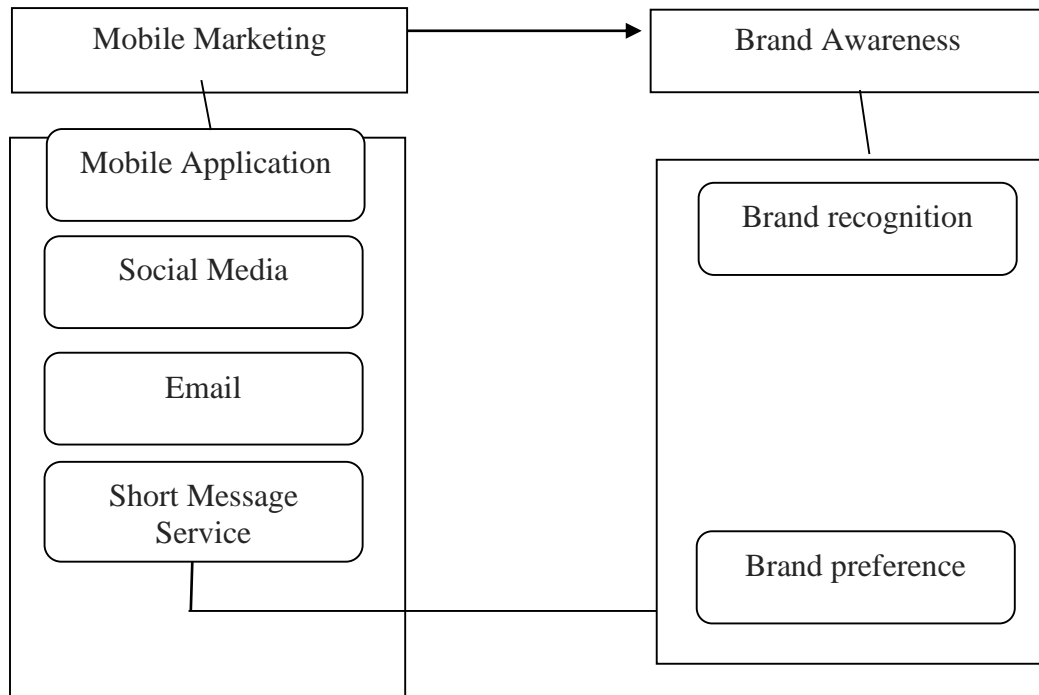 Mobile Marketing
Brand Awareness
Mobile Application
Social Media
Email
Short Message
Service
Brand recognition
Brand preference